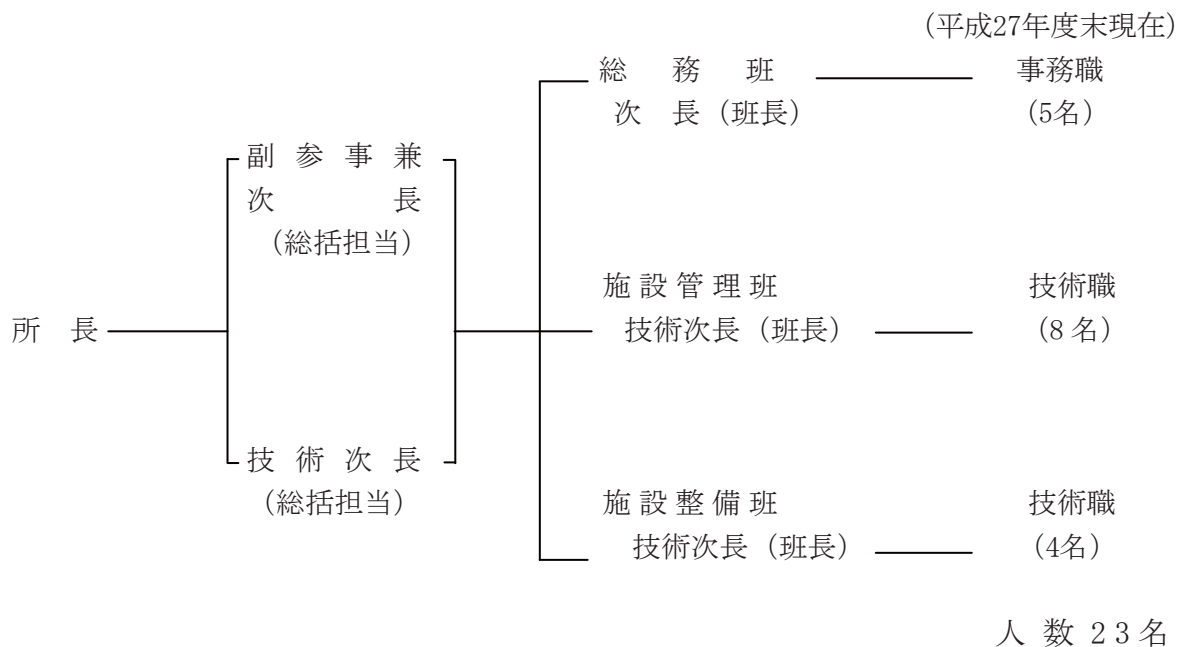 (平成27年度末現在)
総務班 事務職
次長(班長) (5名)
副参事兼
次長
(総括担当)
施設管理班 技術職
所長 技術次長(班長) (8名)
技術次長
(総括担当)
施設整備班 技術職
技術次長(班長) (4名)
人数23名